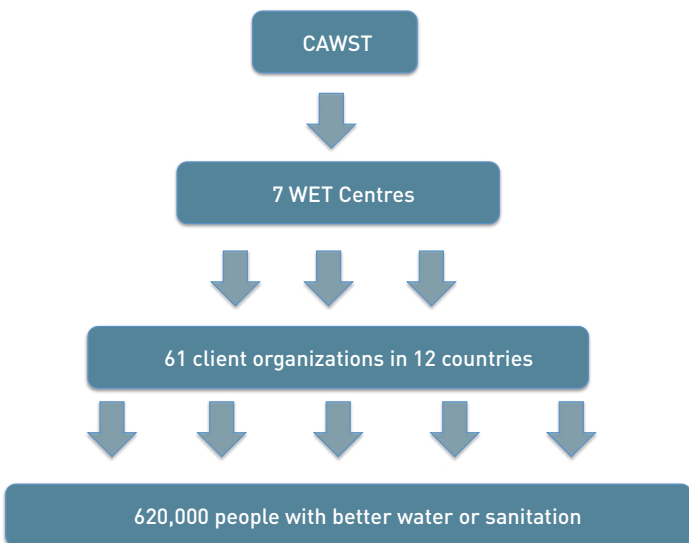 CAWST
7 WET Centres
61 client organizations in 12 countries
620,000 people with better water or sanitation